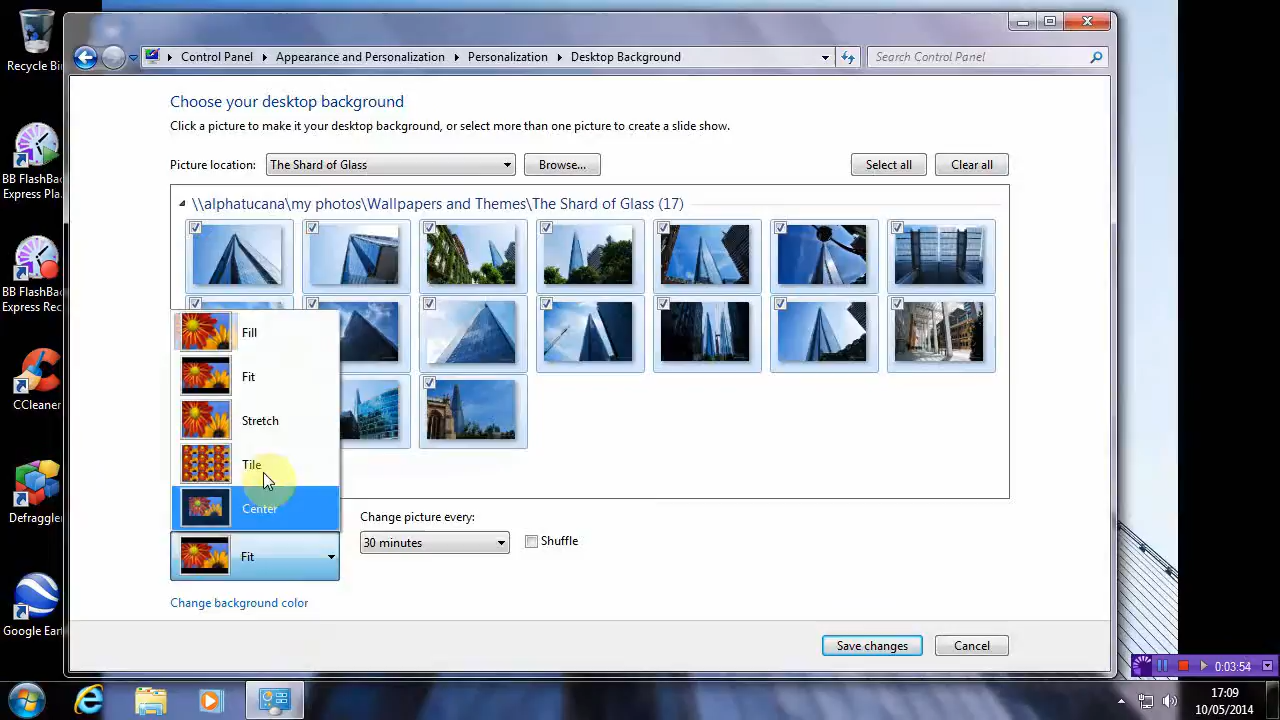 Recycle Bin
Control Panel
Appearance and Personalization
Personalization
Desktop Background
Search Control Panel
Choose your desktop background
Click a picture to make it your desktop background, or select more than one picture to create a slide show.
Picture location:
The Shard of Glass
Browse...
Select all
Clear all
BB FlashBack
Express Pla...
\\alphatucana\my photos\Wallpapers and Themes\The Shard of Glass (17)
BB FlashBack
Express Rec...
CCleaner
Defraggler
Google Earth
Fill
Fit
Stretch
Tile
Center
Fit
Change picture every:
30 minutes
Shuffle
Change background color
Save changes
Cancel
0:03:54
17:09
10/05/2014